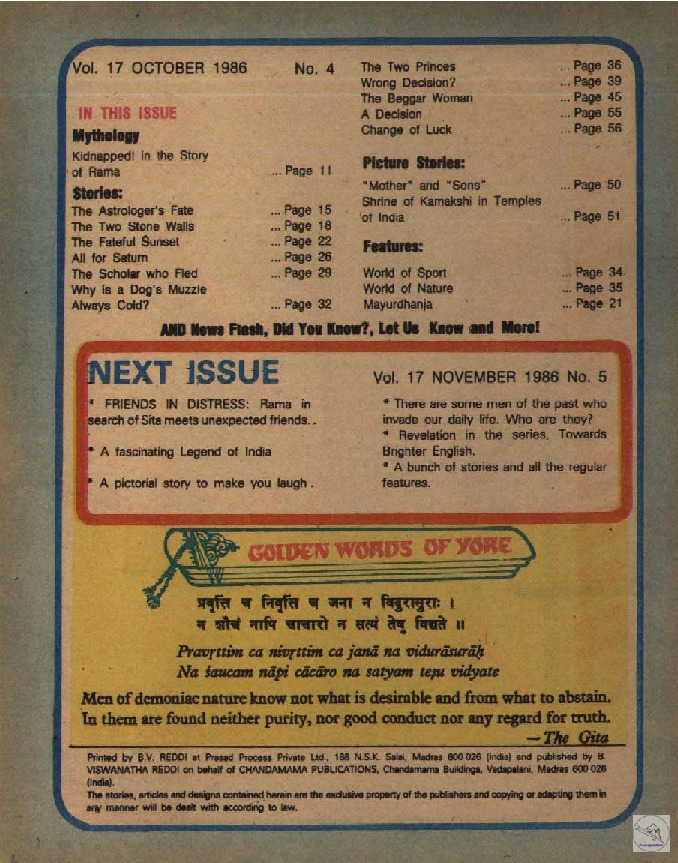 Vol. 17 OCTOBER 1986 No. 4
IN THIS ISSUE
Mythology
Kidnapped! in the Story
of Rama ... Page 11
Stories:
The Astrologer's Fate ... Page 15
The Two Stone Walls ... Page 18
The Fateful Sunset ... Page 22
All for Saturn ... Page 26
The Scholar who Fled ... Page 29
Why is a Dog's Muzzle
Always Cold? ... Page 32
The Two Princes ... Page 36
Wrong Decision? ... Page 39
The Beggar Woman ... Page 45
A Decision ... Page 55
Change of Luck ... Page 56
Picture Stories:
"Mother" and "Sons" ... Page 50
Shrine of Kamakshi in Temples
of India ... Page 51
Features:
World of Sport ... Page 34
World of Nature ... Page 35
Mayurdhanja ... Page 21
AND News Flash, Did You Know?, Let Us Know and More!
NEXT ISSUE
Vol. 17 NOVEMBER 1986 No. 5
* FRIENDS IN DISTRESS: Rama in
search of Sita meets unexpected friends. .
* A fascinating Legend of India
* A pictorial story to make you laugh .
* There are some men of the past who
invade our daily life. Who are they?
* Revelation in the series, Towards
Brighter English.
* A bunch of stories and all the regular
features.
GOLDEN WORDS OF YORE
प्रवृत्ति च निवृत्ति च जना न विदुरासुराः ।
न शौचं नापि चाचारो न सत्यं तेषु विद्यते ॥
Pravṛttim ca nivṛttim ca janā na vidurāsurāḥ
Na śaucam nāpi cācāro na satyam teṣu vidyate
Men of demoniac nature know not what is desirable and from what to abstain.
In them are found neither purity, nor good conduct nor any regard for truth.
—The Gita
Printed by B.V. REDDI at Prasad Process Private Ltd., 188 N.S.K. Salai, Madras 600 026 (India) and published by B.
VISWANATHA REDDI on behalf of CHANDAMAMA PUBLICATIONS, Chandamama Buildings, Vadapalani, Madras 600 026
(India).
The stories, articles and designs contained herein are the exclusive property of the publishers and copying or adapting them in
any manner will be dealt with according to law.